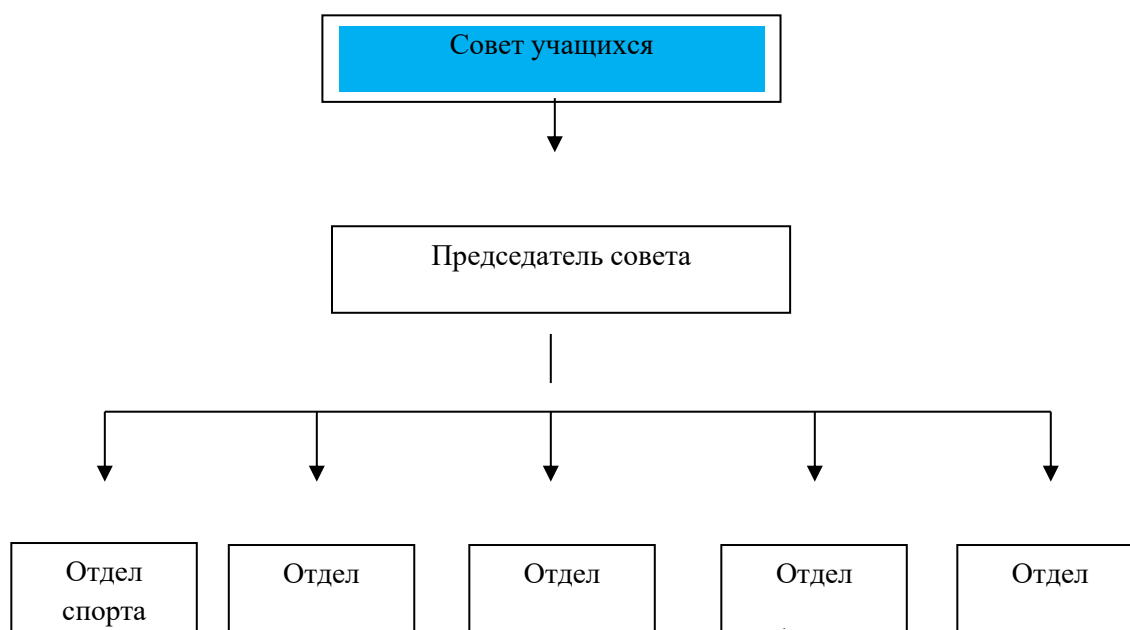 Совет учащихся
Председатель совета
Отдел
спорта
Отдел
Отдел
Отдел
Отдел